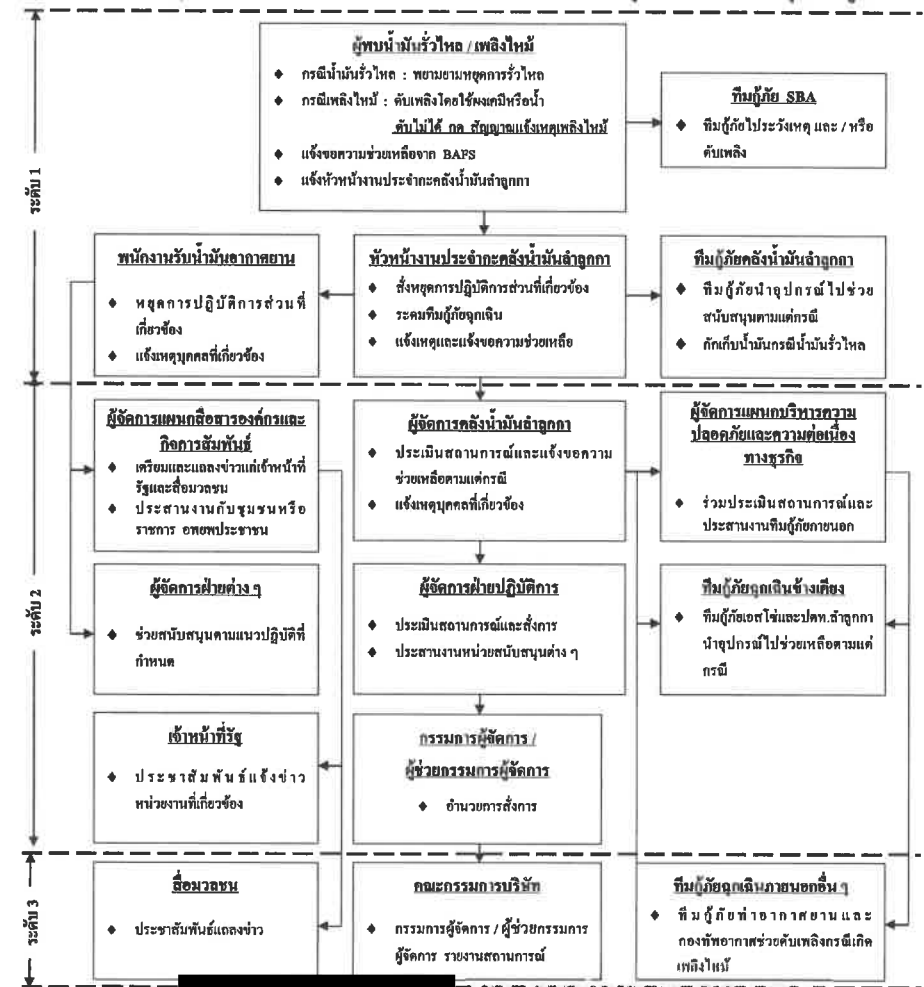 ระดับ 1
ผู้พบน้ำมันรั่วไหล / เพลิงไหม้
♦ กรณีน้ำมันรั่วไหล : พยายามหยุดการรั่วไหล
♦ กรณีเพลิงไหม้ : ดับเพลิงโดยใช้ผงเคมีหรือน้ำ
ดับไม่ได้ กด สัญญาณแจ้งเหตุเพลิงไหม้
♦ แจ้งขอความช่วยเหลือจาก BAFS
♦ แจ้งหัวหน้างานประจำกะคลังน้ำมันลำลูกกา
ทีมกู้ภัย SBA
♦ ทีมกู้ภัยไประวังเหตุ และ / หรือ
ดับเพลิง
พนักงานรับน้ำมันอากาศยาน
♦ หยุดการปฏิบัติการส่วนที่
เกี่ยวข้อง
♦ แจ้งเหตุบุคคลที่เกี่ยวข้อง
หัวหน้างานประจำกะคลังน้ำมันลำลูกกา
♦ สั่งหยุดการปฏิบัติการส่วนที่เกี่ยวข้อง
♦ ระดมทีมกู้ภัยฉุกเฉิน
♦ แจ้งเหตุและแจ้งขอความช่วยเหลือ
ทีมกู้ภัยคลังน้ำมันลำลูกกา
♦ ทีมกู้ภัยนำอุปกรณ์ไปช่วย
สนับสนุนตามแต่กรณี
♦ กักเก็บน้ำมันกรณีน้ำมันรั่วไหล
ระดับ 2
ผู้จัดการแผนกสื่อสารองค์กรและ
กิจการสัมพันธ์
♦ เตรียมและแถลงข่าวแก่เจ้าหน้าที่
รัฐและสื่อมวลชน
♦ ประสานงานกับชุมชนหรือ
ราชการ อพยพประชาชน
ผู้จัดการคลังน้ำมันลำลูกกา
♦ ประเมินสถานการณ์และแจ้งขอความ
ช่วยเหลือตามแต่กรณี
♦ แจ้งเหตุบุคคลที่เกี่ยวข้อง
ผู้จัดการแผนกบริหารความ
ปลอดภัยและความต่อเนื่อง
ทางธุรกิจ
♦ ร่วมประเมินสถานการณ์และ
ประสานงานทีมกู้ภัยภายนอก
ผู้จัดการฝ่ายต่าง ๆ
♦ ช่วยสนับสนุนตามแนวปฏิบัติที่
กำหนด
ผู้จัดการฝ่ายปฏิบัติการ
♦ ประเมินสถานการณ์และสั่งการ
♦ ประสานงานหน่วยสนับสนุนต่าง ๆ
ทีมกู้ภัยฉุกเฉินข้างเคียง
♦ ทีมกู้ภัยเอสโซ่และปตท.ลำลูกกา
นำอุปกรณ์ไปช่วยเหลือตามแต่
กรณี
เจ้าหน้าที่รัฐ
♦ ประชาสัมพันธ์แจ้งข่าว
หน่วยงานที่เกี่ยวข้อง
กรรมการผู้จัดการ /
ผู้ช่วยกรรมการผู้จัดการ
♦ อำนวยการสั่งการ
ระดับ 3
สื่อมวลชน
♦ ประชาสัมพันธ์แถลงข่าว
คณะกรรมการบริษัท
♦ กรรมการผู้จัดการ / ผู้ช่วยกรรมการ
ผู้จัดการ รายงานสถานการณ์
ทีมกู้ภัยฉุกเฉินภายนอกอื่น ๆ
♦ ทีมกู้ภัยท่าอากาศยานและ
กองทัพอากาศช่วยดับเพลิงกรณีเกิด
เพลิงไหม้